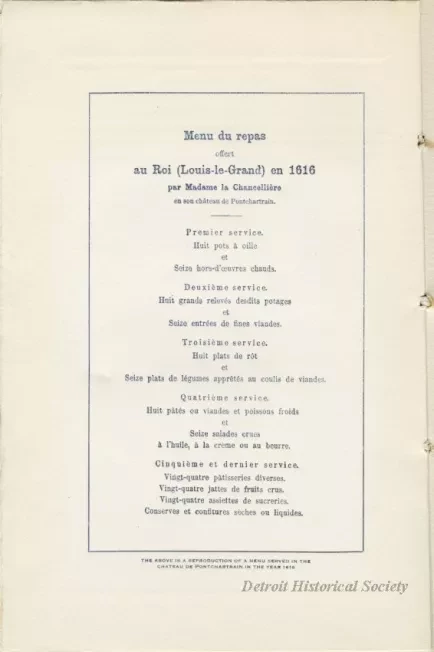 Menu du repas
offert
au Roi (Louis-le-Grand) en 1616
par Madame la Chancellière
en son château de Pontchartrain.
Premier service.
Huit pots à oille
et
Seize hors-d'œuvres chauds.
Deuxième service.
Huit grands relevés desdits potages
et
Seize entrées de fines viandes.
Troisième service.
Huit plats de rôt
et
Seize plats de légumes apprêtés au coulis de viandes.
Quatrième service.
Huit pâtés ou viandes et poissons froids
et
Seize salades crues
à l'huile, à la crème ou au beurre.
Cinquième et dernier service.
Vingt-quatre pâtisseries diverses.
Vingt-quatre jattes de fruits crus.
Vingt-quatre assiettes de sucreries.
Conserves et confitures sèches ou liquides.
THE ABOVE IS A REPRODUCTION OF A MENU SERVED IN THE
CHATEAU DE PONTCHARTRAIN IN THE YEAR 1616
Detroit Historical Society